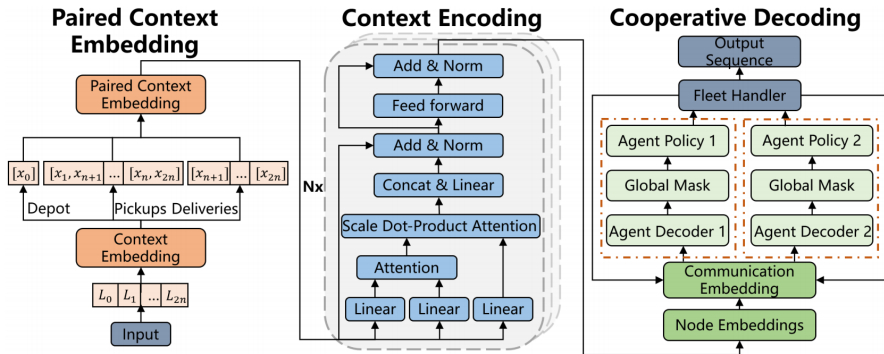 Paired Context
Embedding
Paired Context
Embedding
[x₀] [x₁, xₙ₊₁] ... [xₙ, x₂ₙ] [xₙ₊₁] ... [x₂ₙ]
Depot Pickups Deliveries
Context
Embedding
L₀ L₁ ... L₂ₙ
Input
Nx
Context Encoding
Add & Norm
Feed forward
Add & Norm
Concat & Linear
Scale Dot-Product Attention
Attention
Linear Linear Linear
Cooperative Decoding
Output
Sequence
Fleet Handler
Agent Policy 1 Agent Policy 2
Global Mask Global Mask
Agent Decoder 1 Agent Decoder 2
Communication
Embedding
Node Embeddings